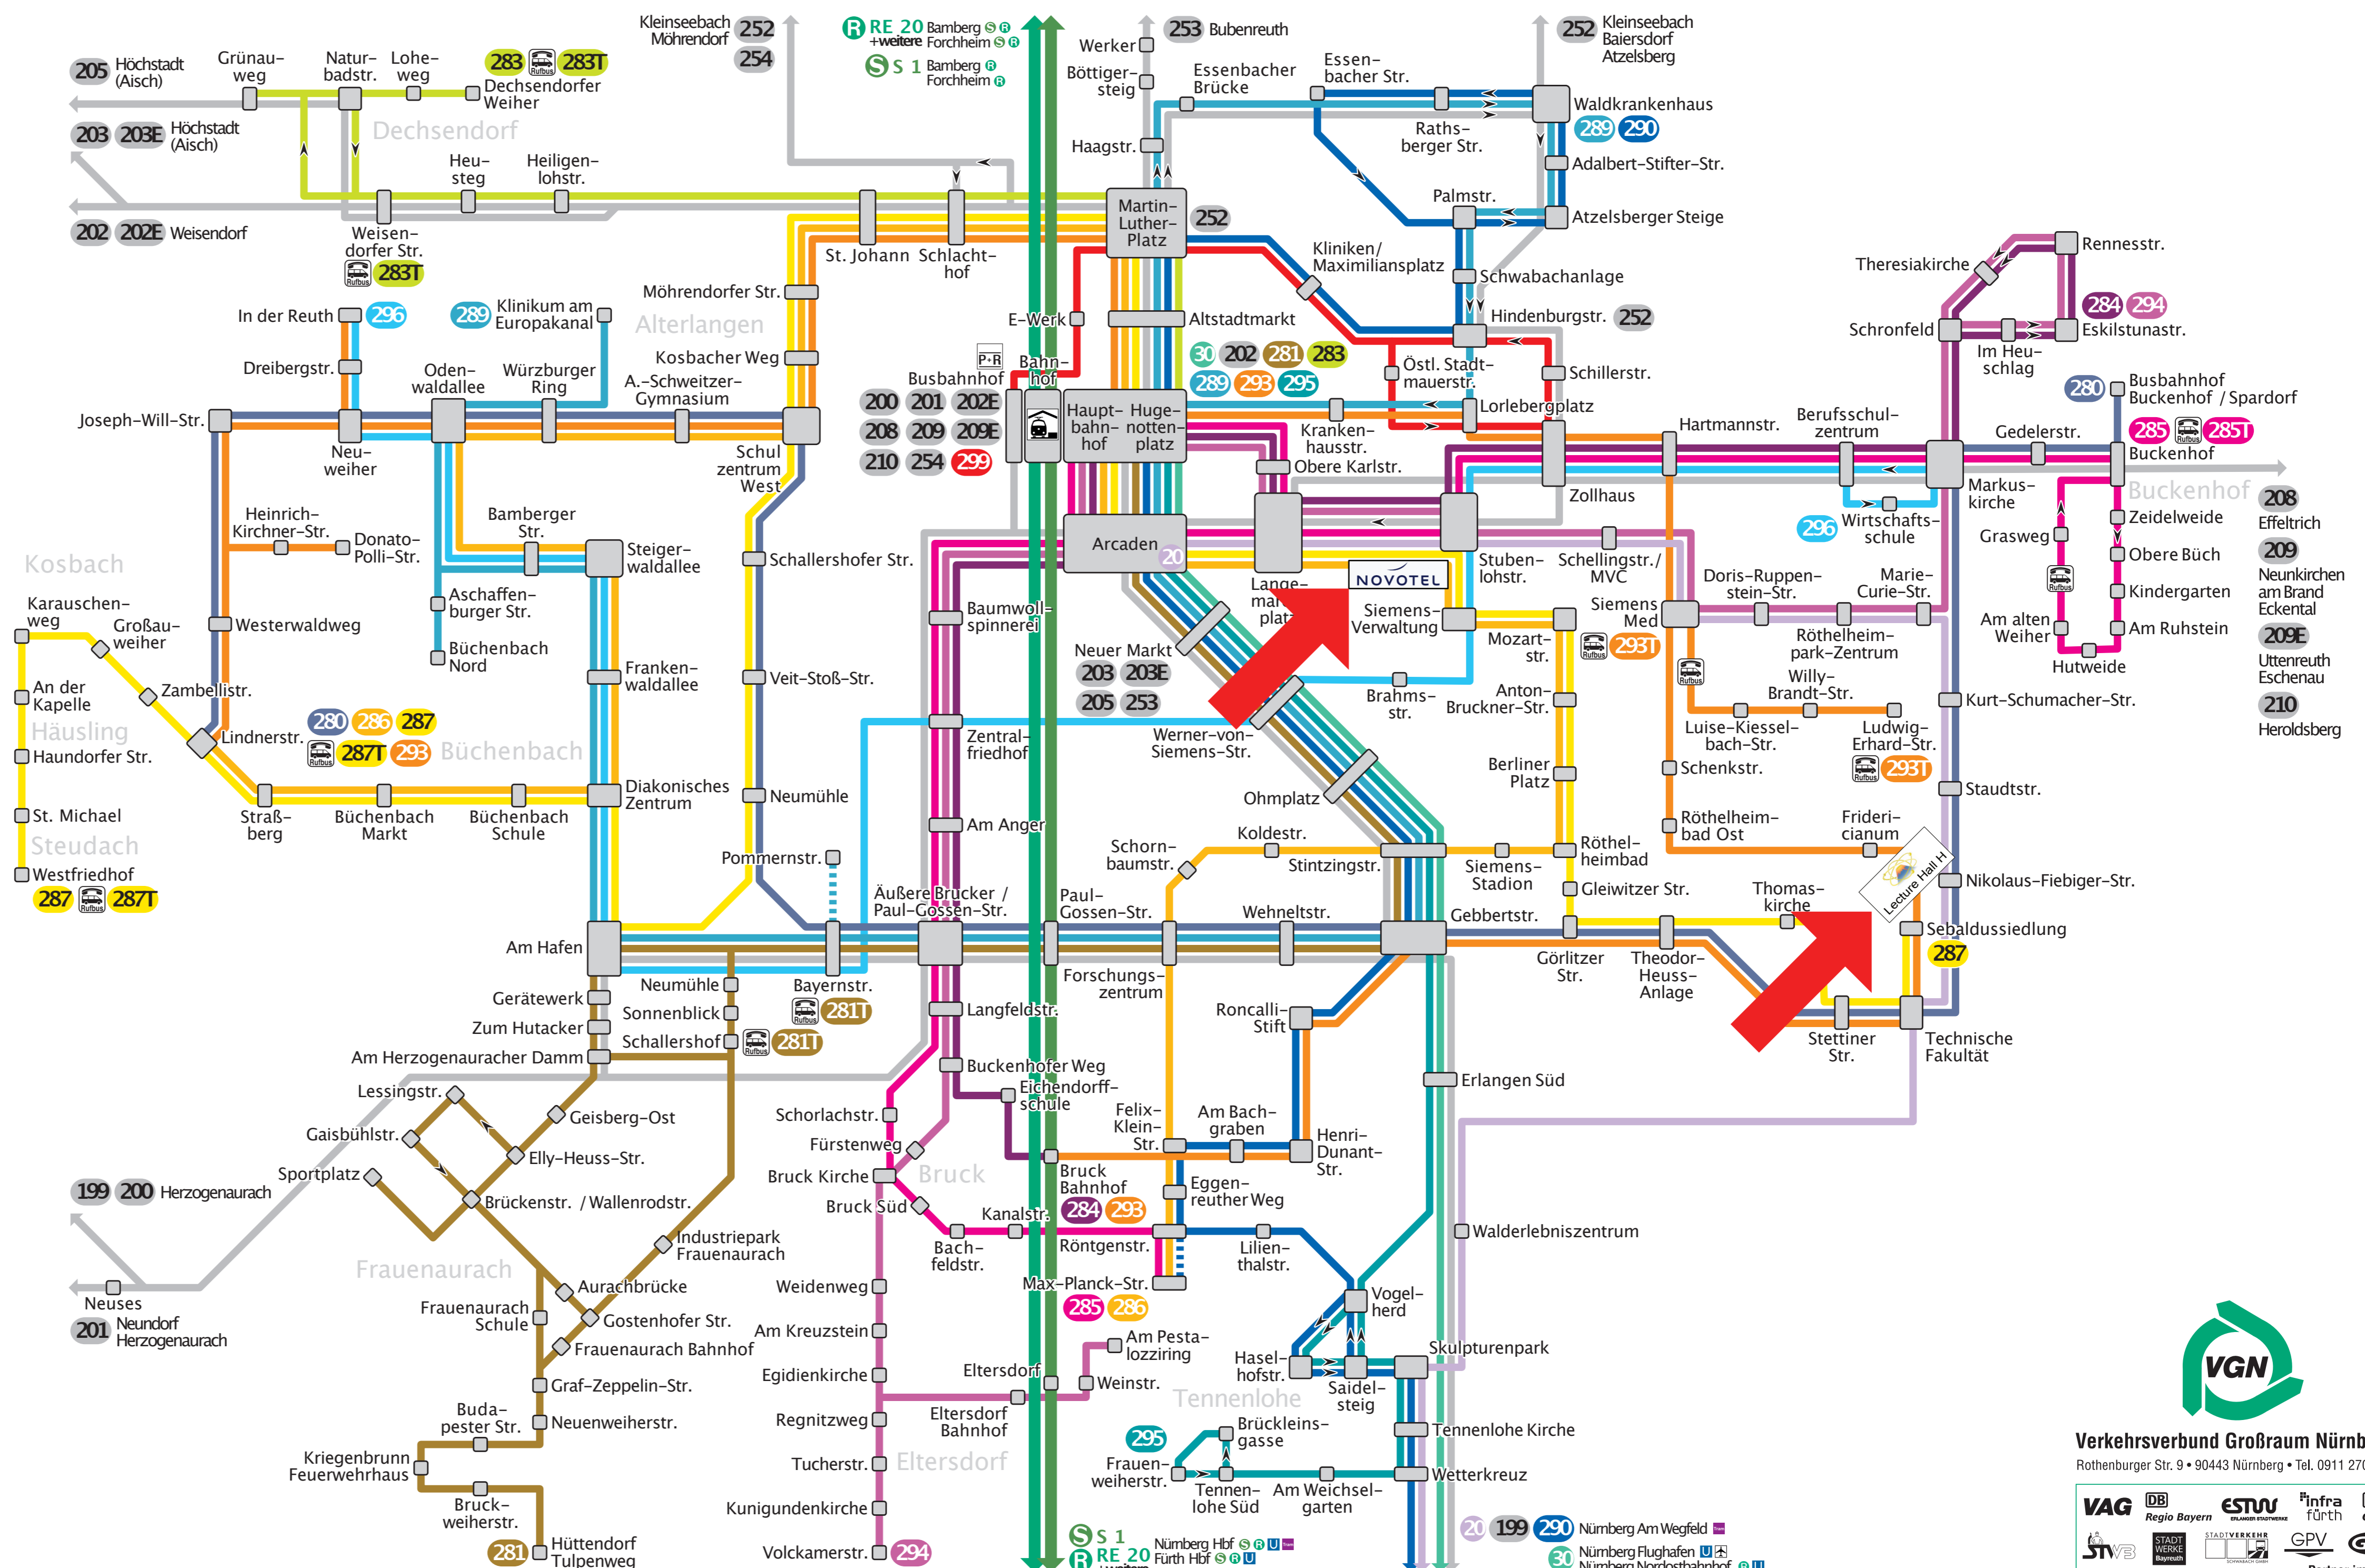 Kleinseebach
Möhrendorf
252
254
R RE 20 Bamberg S R
+weitere Forchheim S R
S S 1 Bamberg R
Forchheim R
253 Bubenreuth
252 Kleinseebach
Baiersdorf
Atzelsberg
205 Höchstadt
(Aisch)
Grünau-
weg
Natur-
badstr.
Lohe-
weg
283 Rufbus 283T
Dechsendorfer
Weiher
Dechsendorf
203 203E Höchstadt
(Aisch)
202 202E Weisendorf
Heu-
steg
Heiligen-
lohstr.
Weisen-
dorfer Str.
Rufbus 283T
Werker
Böttiger-
steig
Haagstr.
Essenbacher
Brücke
Essen-
bacher Str.
Raths-
berger Str.
Waldkrankenhaus
289 290
Adalbert-Stifter-Str.
Palmstr.
Atzelsberger Steige
Martin-
Luther-
Platz
252
St. Johann
Schlacht-
hof
Kliniken/
Maximiliansplatz
Schwabachanlage
Hindenburgstr. 252
Rennesstr.
Theresiakirche
284 294
Schronfeld
Eskilstunastr.
Im Heu-
schlag
In der Reuth 296
289 Klinikum am
Europakanal
Möhrendorfer Str.
Alterlangen
Kosbacher Weg
Dreibergstr.
Oden-
waldallee
Würzburger
Ring
A.-Schweitzer-
Gymnasium
Joseph-Will-Str.
Neu-
weiher
Schul
zentrum
West
E-Werk
P+R
Bahn-
hof
Busbahnhof
200 201 202E
208 209 209E
210 254 299
Altstadtmarkt
30 202 281 283
289 293 295
Haupt-
bahn-
hof
Huge-
notten-
platz
Östl. Stadt-
mauerstr.
Schillerstr.
Lorlebergplatz
Kranken-
hausstr.
Obere Karlstr.
Zollhaus
Hartmannstr.
Berufsschul-
zentrum
280 Busbahnhof
Buckenhof / Spardorf
285 Rufbus 285T
Gedelerstr.
Buckenhof
Markus-
kirche
Buckenhof
208
Effeltrich
209
Neunkirchen
am Brand
Eckental
209E
Uttenreuth
Eschenau
210
Heroldsberg
296 Wirtschafts-
schule
Grasweg
Zeidelweide
Obere Büch
Rufbus
Kindergarten
Am alten
Weiher
Am Ruhstein
Hutweide
Heinrich-
Kirchner-Str.
Donato-
Polli-Str.
Bamberger
Str.
Steiger-
waldallee
Schallershofer Str.
Arcaden
20
NOVOTEL
Stuben-
lohstr.
Schellingstr./
MVC
Kosbach
Karauschen-
weg
Großau-
weiher
Westerwaldweg
Aschaffen-
burger Str.
Büchenbach
Nord
Baumwoll-
spinnerei
Siemens-
Verwaltung
Mozart-
str.
Siemens
Med
Rufbus 293T
Doris-Ruppen-
stein-Str.
Marie-
Curie-Str.
Röthelheim-
park-Zentrum
An der
Kapelle
Zambellistr.
Häusling
Haundorfer Str.
Lindnerstr.
280 286 287
Rufbus 287T 293
Büchenbach
Franken-
waldallee
Veit-Stoß-Str.
Neuer Markt
203 203E
205 253
Werner-von-
Siemens-Str.
Brahms-
str.
Anton-
Bruckner-Str.
Rufbus
Willy-
Brandt-Str.
Luise-Kiessel-
bach-Str.
Ludwig-
Erhard-Str.
Rufbus 293T
Kurt-Schumacher-Str.
Zentral-
friedhof
St. Michael
Steudach
Westfriedhof
287 Rufbus 287T
Straß-
berg
Büchenbach
Markt
Büchenbach
Schule
Diakonisches
Zentrum
Neumühle
Am Anger
Ohmplatz
Berliner
Platz
Schenkstr.
Staudtstr.
Pommernstr.
Schorn-
baumstr.
Koldestr.
Stintzingstr.
Siemens-
Stadion
Röthel-
heimbad
Röthelheim-
bad Ost
Frideri-
cianum
Lecture Hall H
Nikolaus-Fiebiger-Str.
Äußere Brucker /
Paul-Gossen-Str.
Paul-
Gossen-Str.
Wehneltstr.
Gebbertstr.
Gleiwitzer Str.
Thomas-
kirche
Sebaldussiedlung
287
Am Hafen
Bayernstr.
Rufbus 281T
Forschungs-
zentrum
Görlitzer
Str.
Theodor-
Heuss-
Anlage
Stettiner
Str.
Technische
Fakultät
Gerätewerk
Zum Hutacker
Am Herzogenauracher Damm
Neumühle
Sonnenblick
Schallershof Rufbus 281T
Langfeldstr.
Buckenhofer Weg
Eichendorff-
schule
Roncalli-
Stift
Erlangen Süd
Lessingstr.
Gaisbühlstr.
Geisberg-Ost
Elly-Heuss-Str.
Sportplatz
Brückenstr. / Wallenrodstr.
Schorlachstr.
Fürstenweg
Bruck Kirche
Bruck
Bruck Süd
Bruck
Bahnhof
284 293
Felix-
Klein-
Str.
Am Bach-
graben
Henri-
Dunant-
Str.
Eggen-
reuther Weg
199 200 Herzogenaurach
Neuses
201 Neundorf
Herzogenaurach
Industriepark
Frauenaurach
Frauenaurach
Aurachbrücke
Frauenaurach
Schule
Gostenhofer Str.
Frauenaurach Bahnhof
Graf-Zeppelin-Str.
Neuenweiherstr.
Buda-
pester Str.
Kriegenbrunn
Feuerwehrhaus
Bruck-
weiherstr.
281 Hüttendorf
Tulpenweg
Bach-
feldstr.
Kanalstr.
Röntgenstr.
Max-Planck-Str.
285 286
Lilien-
thalstr.
Walderlebniszentrum
Vogel-
herd
Weidenweg
Am Kreuzstein
Egidienkirche
Regnitzweg
Tucherstr.
Eltersdorf
Kunigundenkirche
Volckamerstr. 294
Eltersdorf
Eltersdorf
Bahnhof
Am Pesta-
lozziring
Weinstr.
Hasel-
hofstr.
Saidel-
steig
Skulpturenpark
Tennenlohe
Tennenlohe Kirche
295
Brückleins-
gasse
Frauen-
weiherstr.
Tennen-
lohe Süd
Am Weichsel-
garten
Wetterkreuz
S S 1 Nürnberg Hbf S R U Tram
R RE 20 Fürth Hbf S R U
20 199 290 Nürnberg Am Wegfeld Tram
30 Nürnberg Flughafen U
VGN
Verkehrsverbund Großraum Nürnb
Rothenburger Str. 9 • 90443 Nürnberg • Tel. 0911 270
VAG
DB
Regio Bayern
ESTW
ERLANGER STADTWERKE
infra
fürth
STWB
STADT
WERKE
Bayreuth
STADTVERKEHR
SCHWABACH GMBH
GPV